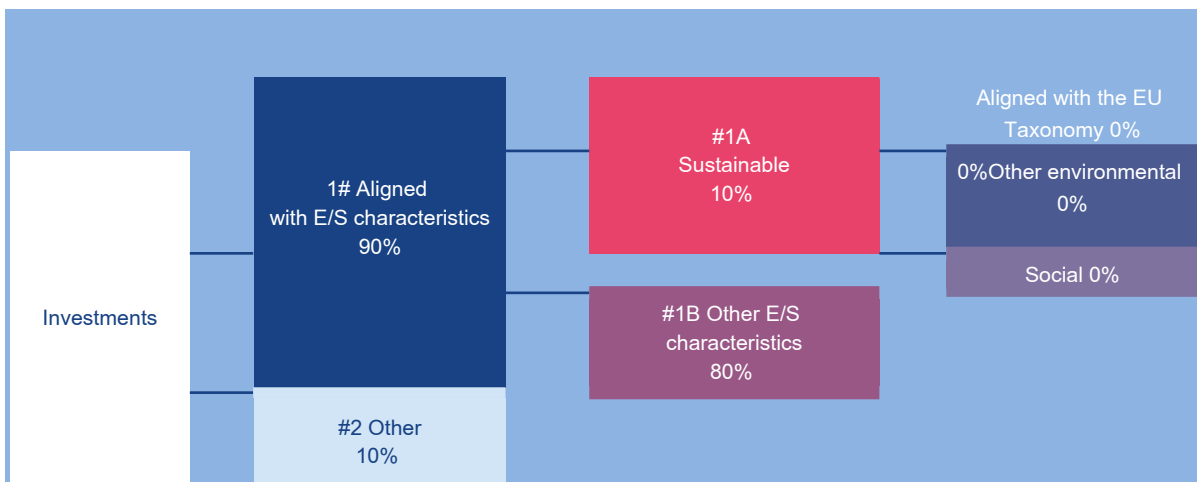 Investments
1# Aligned
with E/S characteristics
90%
#2 Other
10%
#1A
Sustainable
10%
#1B Other E/S
characteristics
80%
Aligned with the EU
Taxonomy 0%
0%Other environmental
0%
Social 0%